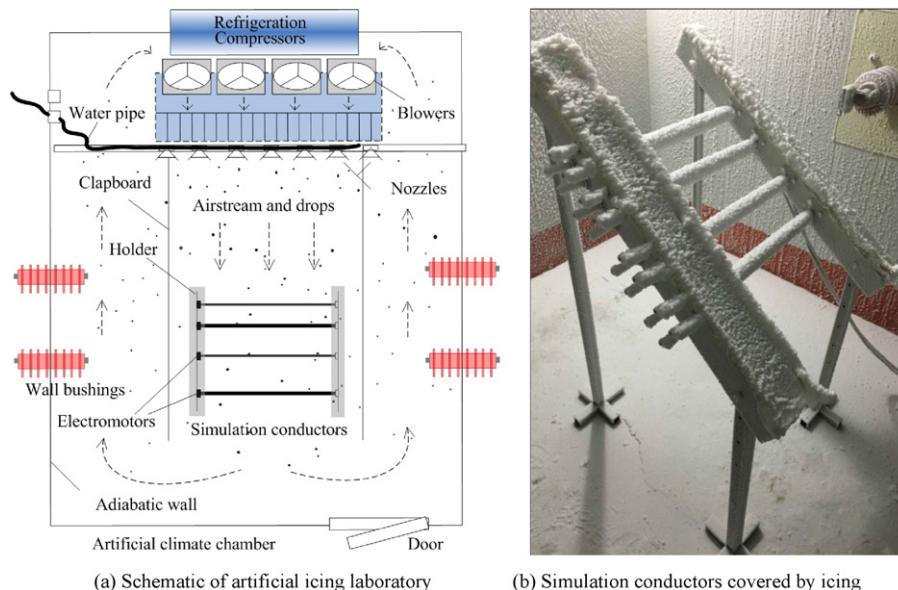 Refrigeration
Compressors
Water pipe
Blowers
Clapboard
Nozzles
Airstream and drops
Holder
Wall bushings
Electromotors
Simulation conductors
Adiabatic wall
Artificial climate chamber
Door
(a) Schematic of artificial icing laboratory
(b) Simulation conductors covered by icing